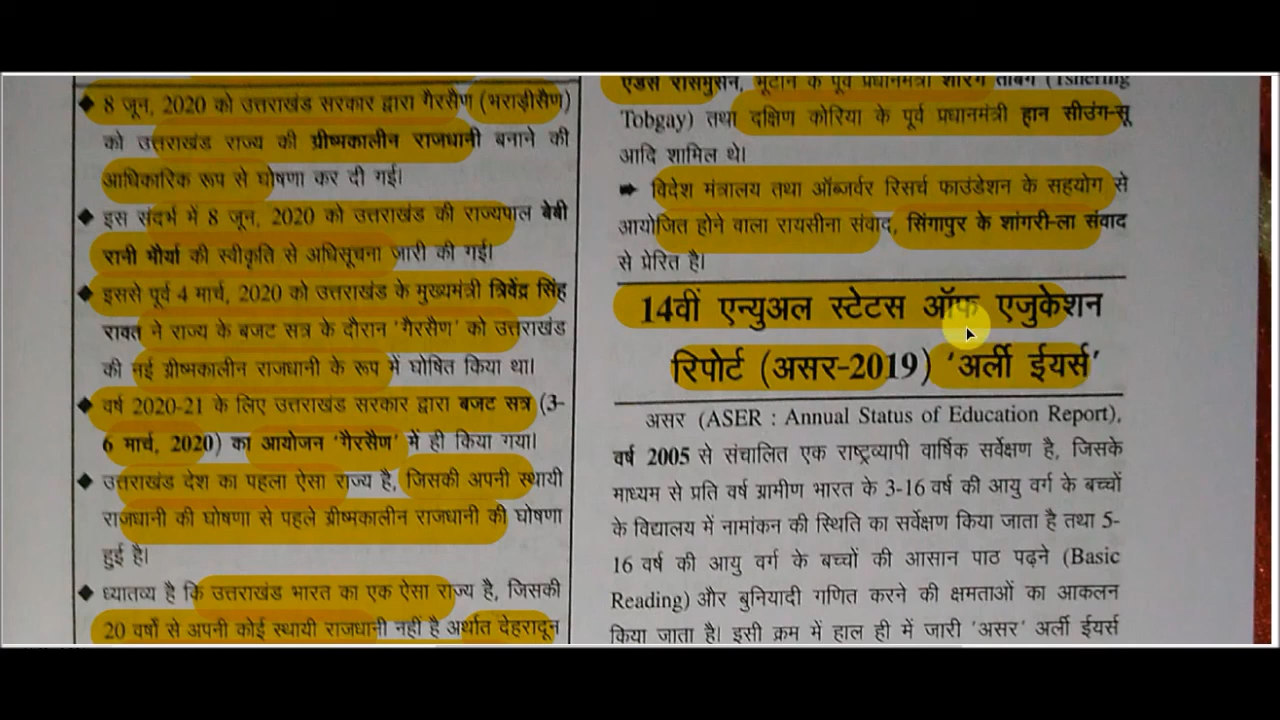 ◆ 8 जून, 2020 को उत्तराखंड सरकार द्वारा गैरसैण (भराड़ीसैण)
को उत्तराखंड राज्य की ग्रीष्मकालीन राजधानी बनाने की
आधिकारिक रूप से घोषणा कर दी गई।
◆ इस संदर्भ में 8 जून, 2020 को उत्तराखंड की राज्यपाल बेबी
रानी मौर्या की स्वीकृति से अधिसूचना जारी की गई।
◆ इससे पूर्व 4 मार्च, 2020 को उत्तराखंड के मुख्यमंत्री त्रिवेंद्र सिंह
रावत ने राज्य के बजट सत्र के दौरान 'गैरसैण' को उत्तराखंड
की नई ग्रीष्मकालीन राजधानी के रूप में घोषित किया था।
◆ वर्ष 2020-21 के लिए उत्तराखंड सरकार द्वारा बजट सत्र (3-
6 मार्च, 2020) का आयोजन 'गैरसैण' में ही किया गया।
◆ उत्तराखंड देश का पहला ऐसा राज्य है, जिसकी अपनी स्थायी
राजधानी की घोषणा से पहले ग्रीष्मकालीन राजधानी की घोषणा
हुई है।
◆ ध्यातव्य है कि उत्तराखंड भारत का एक ऐसा राज्य है, जिसकी
20 वर्षों से अपनी कोई स्थायी राजधानी नहीं है अर्थात देहरादून
एंडर्स रासमुसेन, भूटान के पूर्व प्रधानमंत्री शेरिंग तोबगे (Tshering
Tobgay) तथा दक्षिण कोरिया के पूर्व प्रधानमंत्री हान सीउंग-सू
आदि शामिल थे।
➡ विदेश मंत्रालय तथा ऑब्जर्वर रिसर्च फाउंडेशन के सहयोग से
आयोजित होने वाला रायसीना संवाद, सिंगापुर के शांगरी-ला संवाद
से प्रेरित है।
14वीं एन्युअल स्टेटस ऑफ एजुकेशन
रिपोर्ट (असर-2019) 'अर्ली ईयर्स'
असर (ASER : Annual Status of Education Report),
वर्ष 2005 से संचालित एक राष्ट्रव्यापी वार्षिक सर्वेक्षण है, जिसके
माध्यम से प्रति वर्ष ग्रामीण भारत के 3-16 वर्ष की आयु वर्ग के बच्चों
के विद्यालय में नामांकन की स्थिति का सर्वेक्षण किया जाता है तथा 5-
16 वर्ष की आयु वर्ग के बच्चों की आसान पाठ पढ़ने (Basic
Reading) और बुनियादी गणित करने की क्षमताओं का आकलन
किया जाता है। इसी क्रम में हाल ही में जारी 'असर' अर्ली ईयर्स